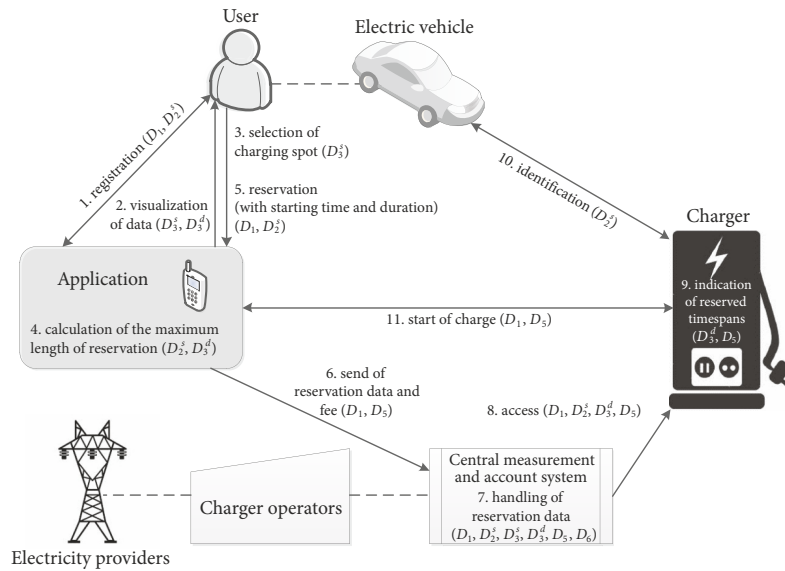 User
Electric vehicle
1. registration (D₁, D₂ˢ)
2. visualization
of data (D₃ˢ, D₃ᵈ)
3. selection of
charging spot (D₃ˢ)
5. reservation
(with starting time and duration)
(D₁, D₂ˢ)
10. identification (D₂ˢ)
Charger
9. indication
of reserved
timespans
(D₃ᵈ, D₅)
Application
4. calculation of the maximum
length of reservation (D₂ˢ, D₃ᵈ)
11. start of charge (D₁, D₅)
6. send of
reservation data and
fee (D₁, D₅)
8. access (D₁, D₂ˢ, D₃ᵈ, D₅)
Central measurement
and account system
7. handling of
reservation data
(D₁, D₂ˢ, D₃ˢ, D₃ᵈ, D₅, D₆)
Charger operators
Electricity providers